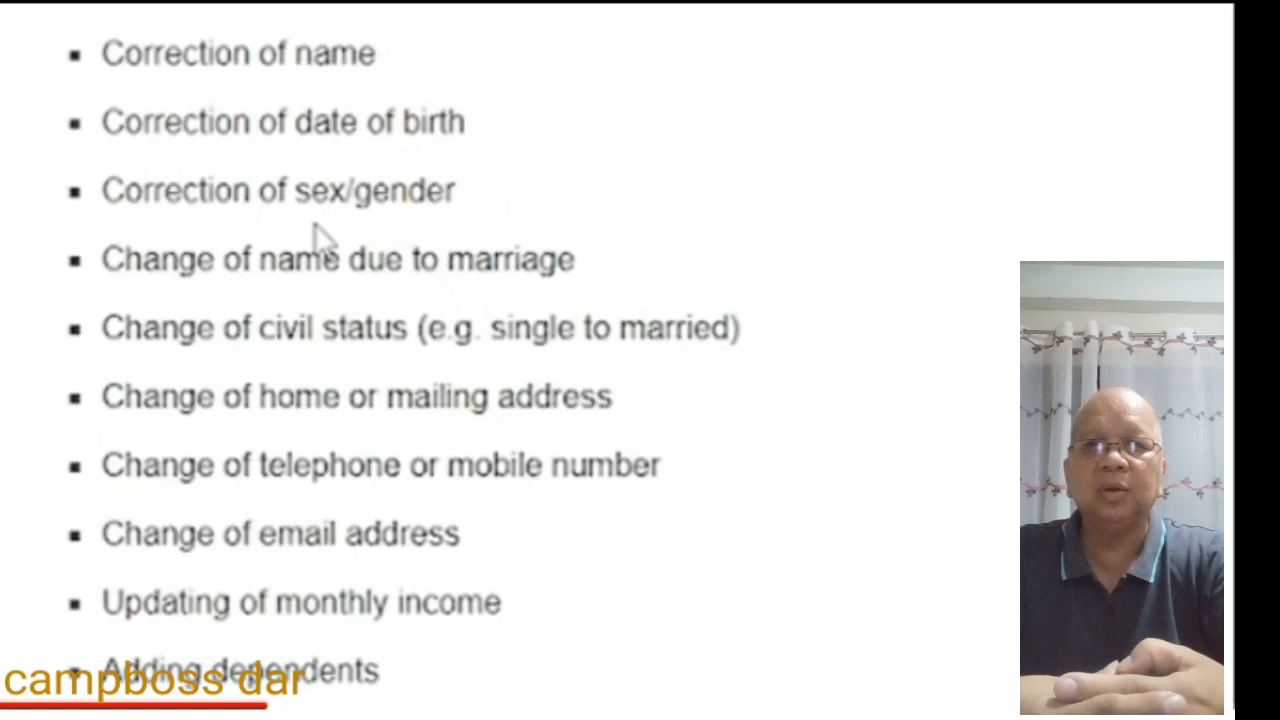 Correction of name
Correction of date of birth
Correction of sex/gender
Change of name due to marriage
Change of civil status (e.g. single to married)
Change of home or mailing address
Change of telephone or mobile number
Change of email address
Updating of monthly income
Adding dependents
campboss dar